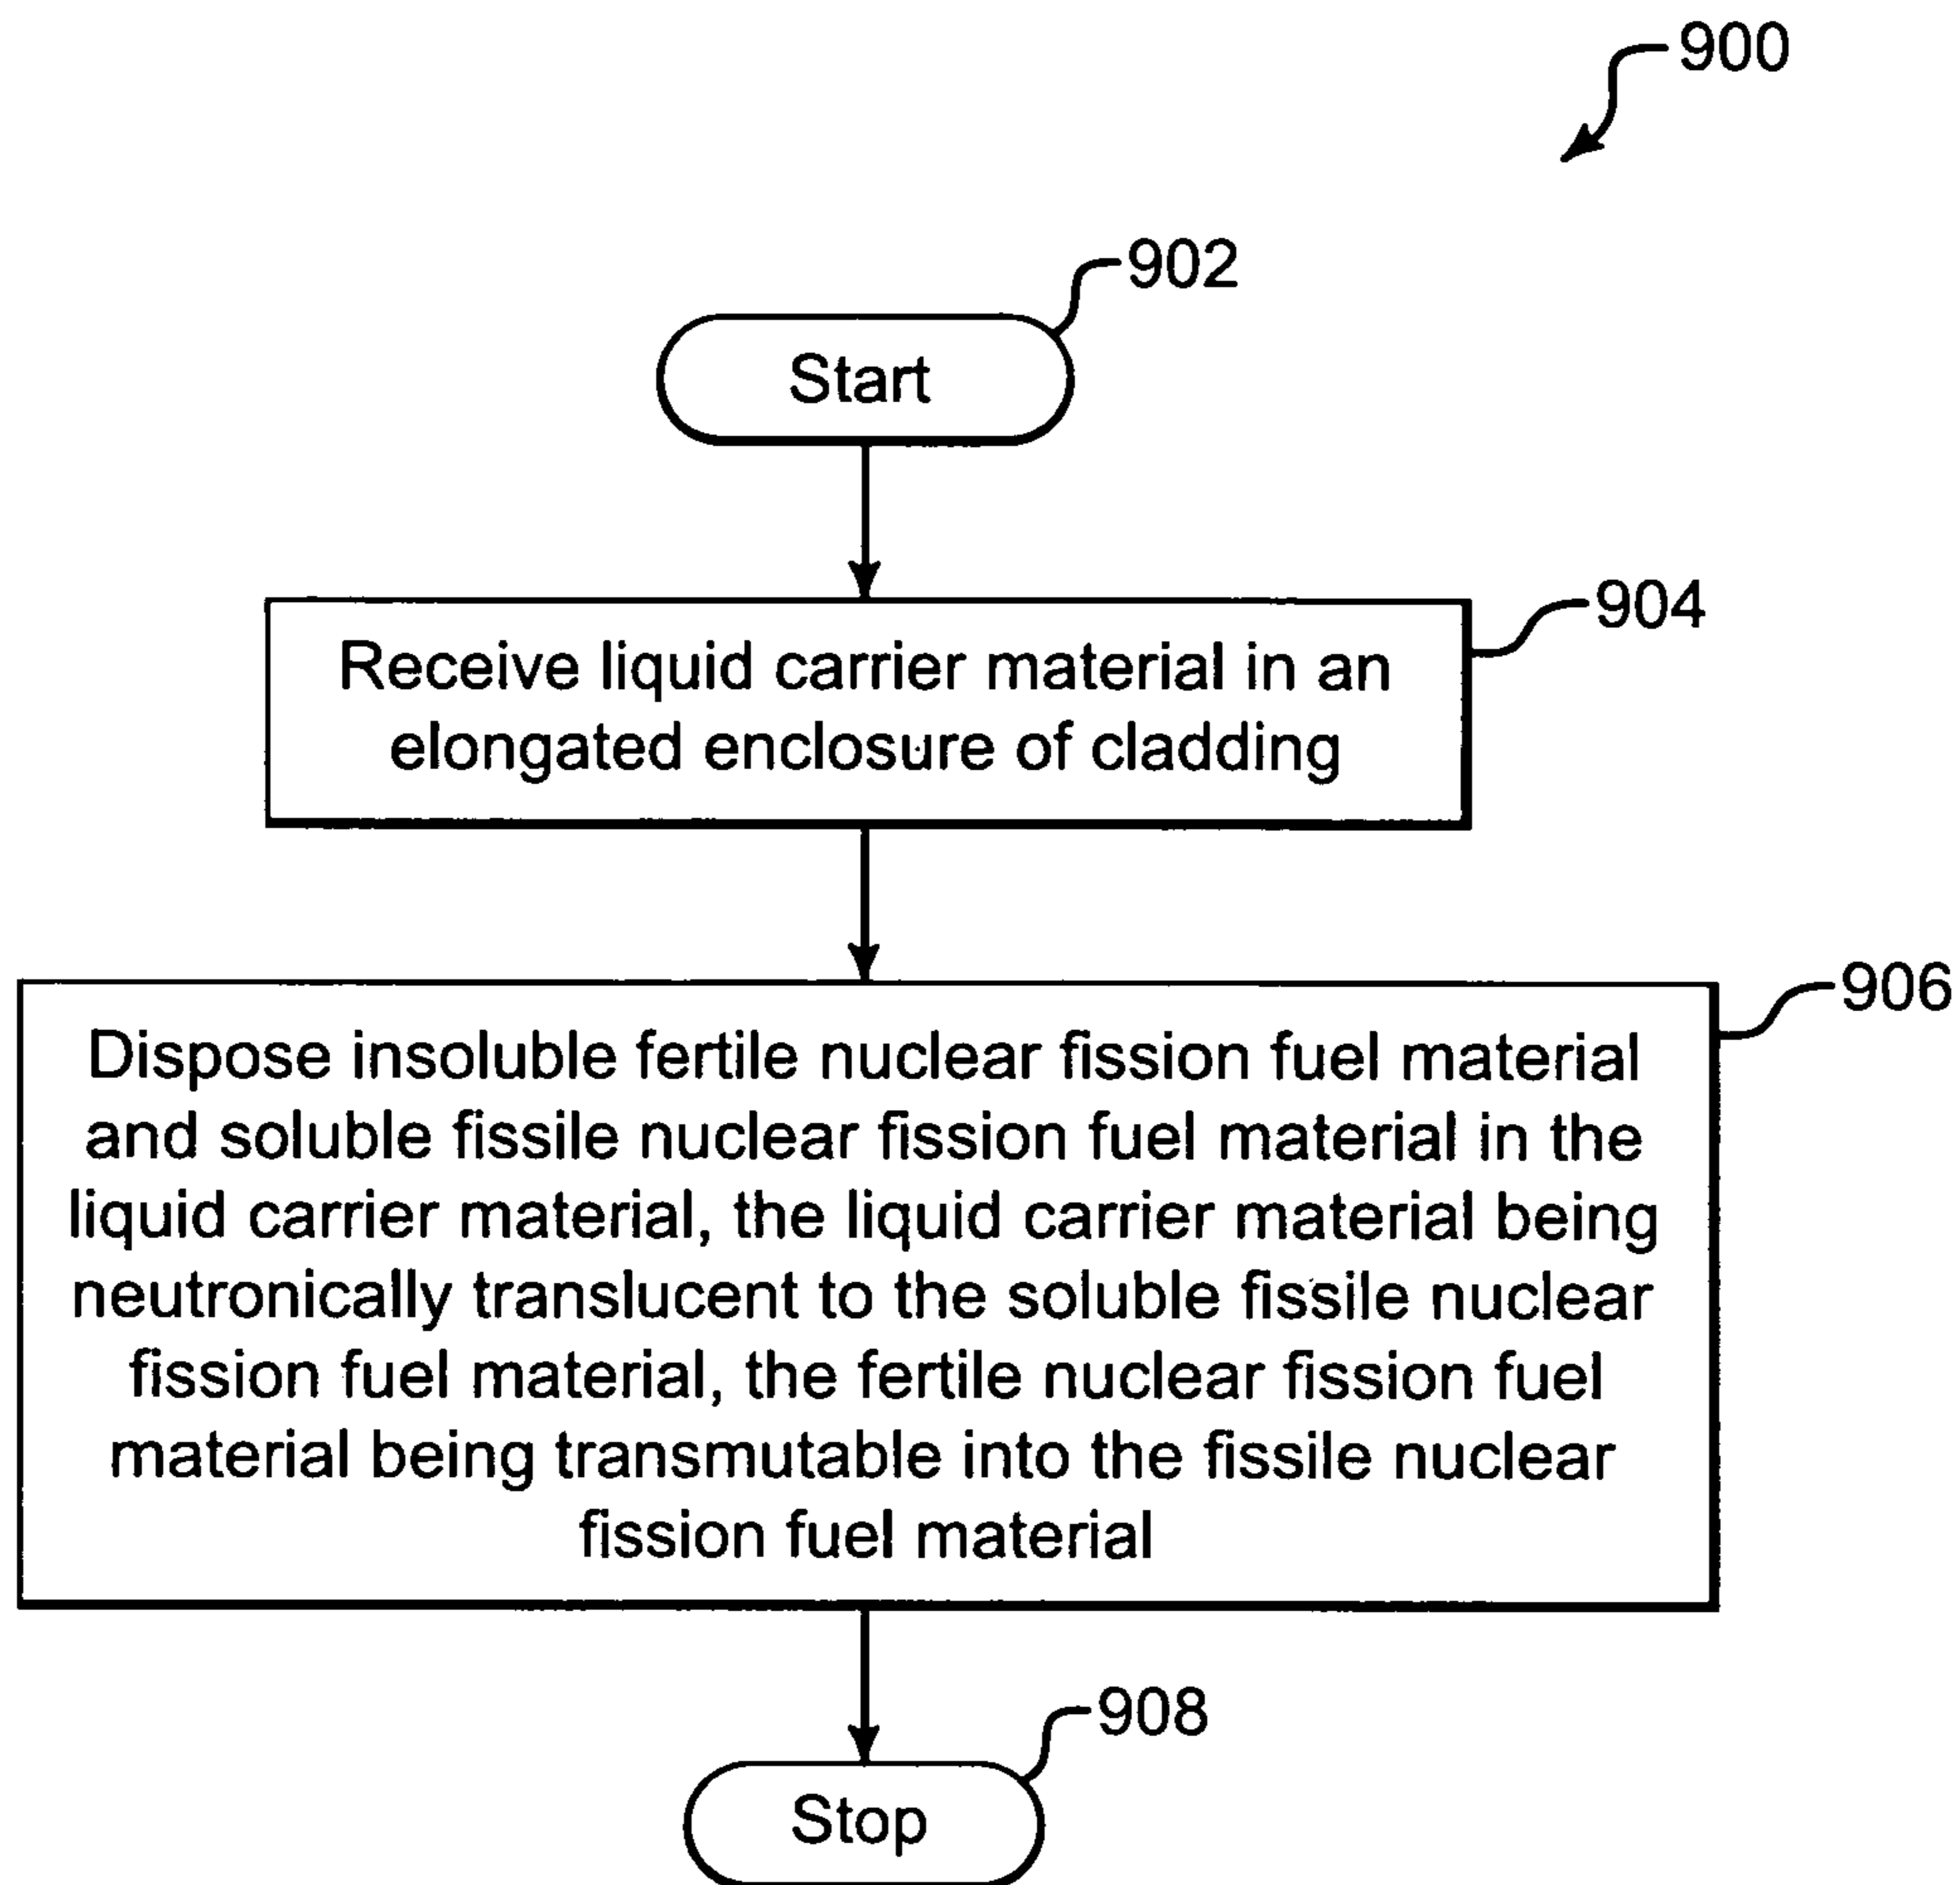 900
902
Start
904
Receive liquid carrier material in an
elongated enclosure of cladding
906
Dispose insoluble fertile nuclear fission fuel material
and soluble fissile nuclear fission fuel material in the
liquid carrier material, the liquid carrier material being
neutronically translucent to the soluble fissile nuclear
fission fuel material, the fertile nuclear fission fuel
material being transmutable into the fissile nuclear
fission fuel material
908
Stop